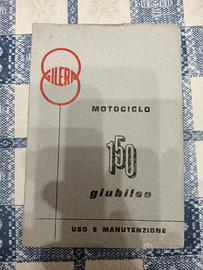 GILERA
MOTOCICLO
150
giubileo
USO E MANUTENZIONE